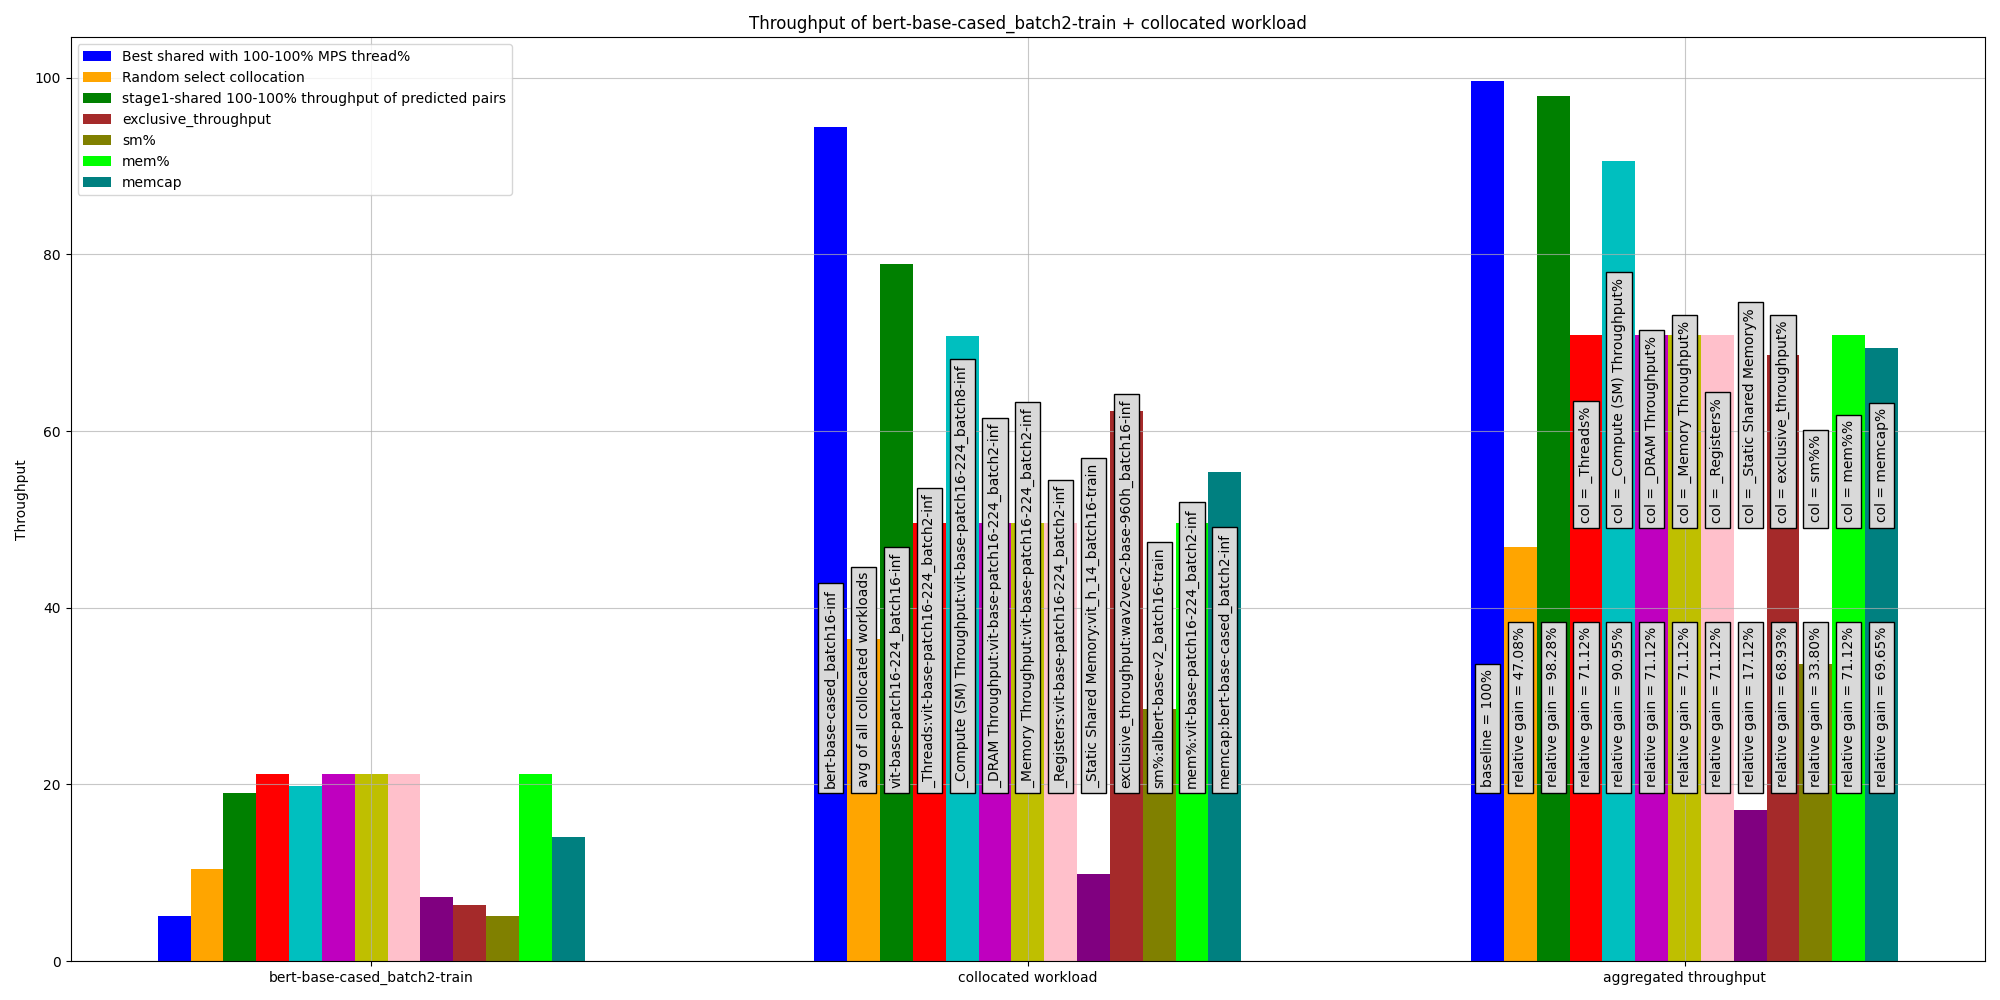 Throughput of bert-base-cased_batch2-train + collocated workload
Best shared with 100-100% MPS thread%
Random select collocation
stage1-shared 100-100% throughput of predicted pairs
exclusive_throughput
sm%
mem%
memcap
Throughput
100
80
60
40
20
0
bert-base-cased_batch16-inf
avg of all collocated workloads
vit-base-patch16-224_batch16-inf
_Threads:vit-base-patch16-224_batch2-inf
_Compute (SM) Throughput:vit-base-patch16-224_batch8-inf
_DRAM Throughput:vit-base-patch16-224_batch2-inf
_Memory Throughput:vit-base-patch16-224_batch2-inf
_Registers:vit-base-patch16-224_batch2-inf
_Static Shared Memory:vit_h_14_batch16-train
exclusive_throughput:wav2vec2-base-960h_batch16-inf
sm%:albert-base-v2_batch16-train
mem%:vit-base-patch16-224_batch2-inf
memcap:bert-base-cased_batch2-inf
col = _Threads%
col = _Compute (SM) Throughput%
col = _DRAM Throughput%
col = _Memory Throughput%
col = _Registers%
col = _Static Shared Memory%
col = exclusive_throughput%
col = sm%%
col = mem%%
col = memcap%
baseline = 100%
relative gain = 47.08%
relative gain = 98.28%
relative gain = 71.12%
relative gain = 90.95%
relative gain = 71.12%
relative gain = 71.12%
relative gain = 71.12%
relative gain = 17.12%
relative gain = 68.93%
relative gain = 33.80%
relative gain = 71.12%
relative gain = 69.65%
bert-base-cased_batch2-train
collocated workload
aggregated throughput